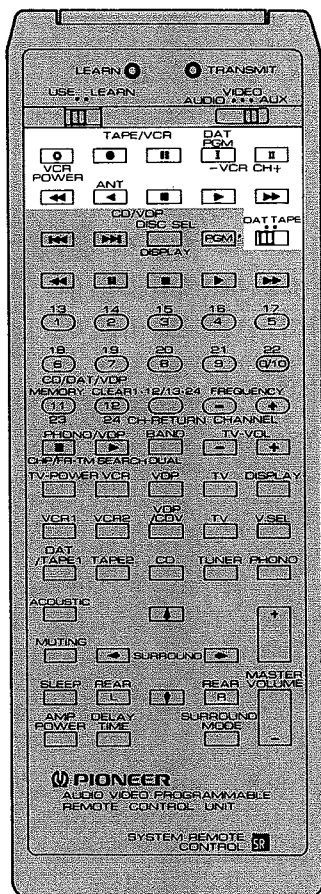 LEARN TRANSMIT
USE LEARN VIDEO
AUDIO AUX
TAPE/VCR DAT
PGM
I II
VCR -VCR CH+
POWER
ANT
CD/VDP
DISC SEL PGM DAT TAPE
DISPLAY
13 14 15 16 17
1 2 3 4 5
18 19 20 21 22
6 7 8 9 0/10
CD/DAT/VDP
MEMORY CLEAR 1-12/13-24 FREQUENCY
11 12 - +
23 24 CH RETURN CHANNEL
PHONO/VDP BAND TV-VOL
- +
CHP/FR-TM SEARCH DUAL
TV-POWER VCR VDP TV DISPLAY
VCR1 VCR2 VDP/CDV TV V.SEL
DAT
/TAPE1 TAPE2 CD TUNER PHONO
ACOUSTIC +
MUTING SURROUND
MASTER
VOLUME
SLEEP REAR REAR
L R
AMP DELAY SURROUND
POWER TIME MODE -
PIONEER
AUDIO VIDEO PROGRAMMABLE
REMOTE CONTROL UNIT
SYSTEM REMOTE
CONTROL SR